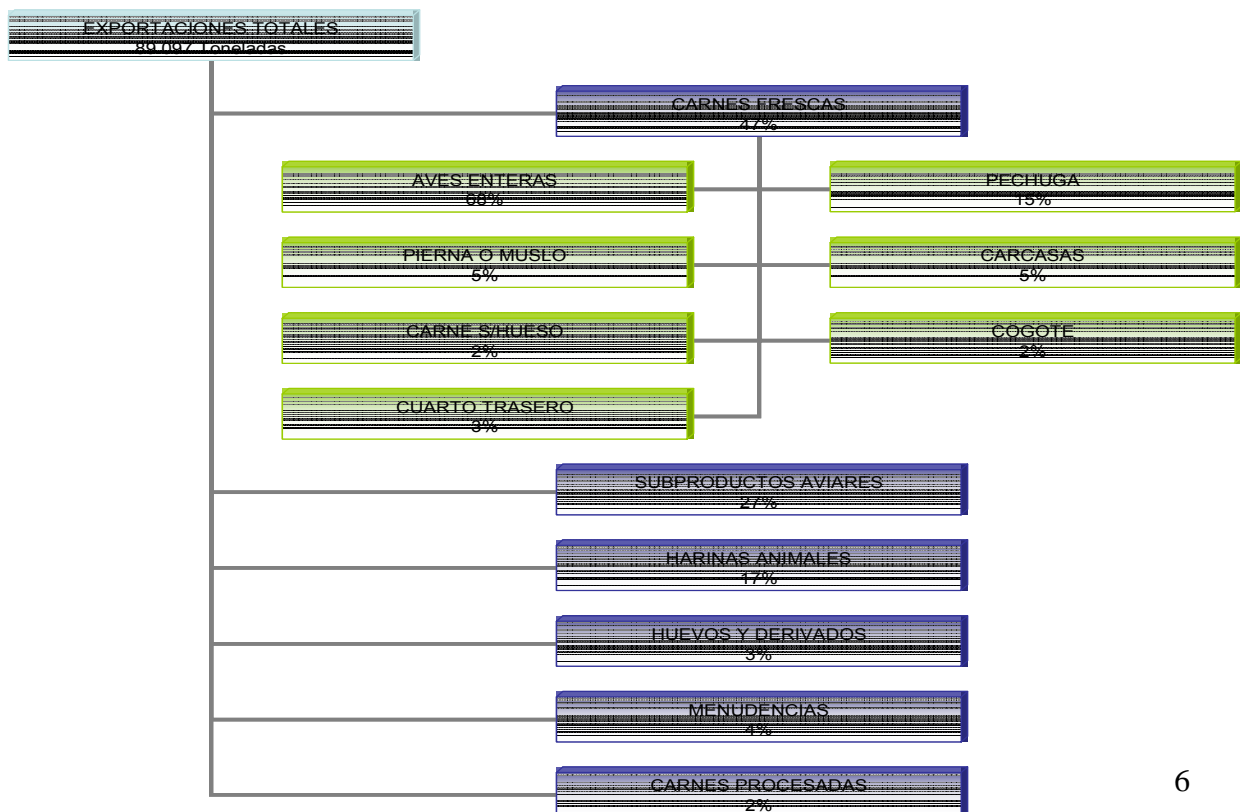 EXPORTACIONES TOTALES
89.097 Toneladas
CARNES FRESCAS
47%
AVES ENTERAS
68%
PECHUGA
15%
PIERNA O MUSLO
5%
CARCASAS
5%
CARNE S/HUESO
2%
COGOTE
2%
CUARTO TRASERO
3%
SUBPRODUCTOS AVIARES
27%
HARINAS ANIMALES
17%
HUEVOS Y DERIVADOS
3%
MENUDENCIAS
4%
CARNES PROCESADAS
2%
6